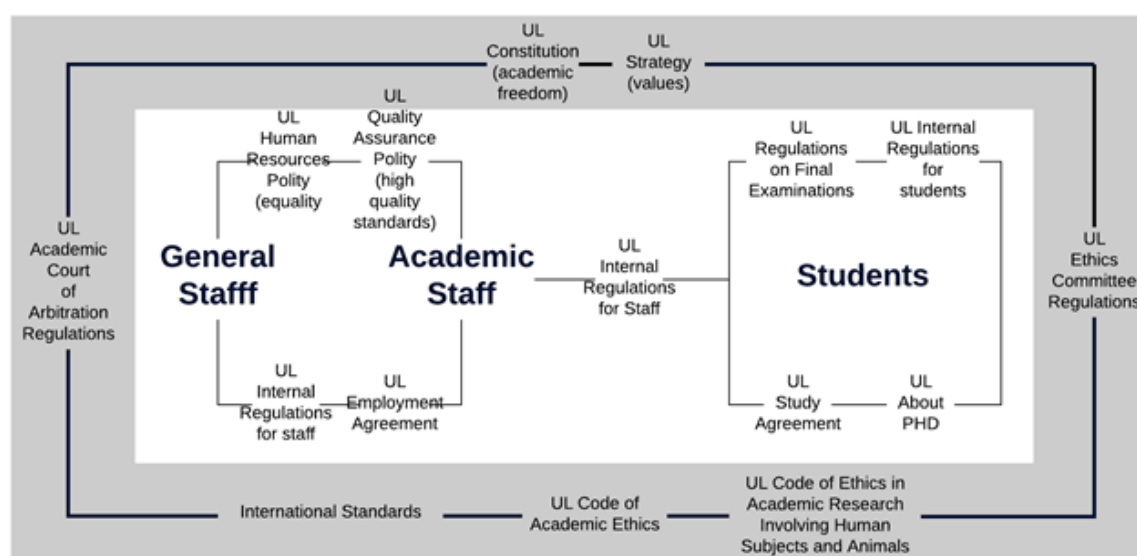 UL
Constitution
(academic
freedom)
UL
Strategy
(values)
UL
Human
Resources
Polity
(equality
UL
Quality
Assurance
Polity
(high
quality
standards)
UL
Regulations
on Final
Examinations
UL Internal
Regulations
for
students
UL
Academic
Court
of
Arbitration
Regulations
General
Stafff
Academic
Staff
UL
Internal
Regulations
for Staff
Students
UL
Ethics
Committee
Regulations
UL
Internal
Regulations
for staff
UL
Employment
Agreement
UL
Study
Agreement
UL
About
PHD
International Standards
UL Code of
Academic Ethics
UL Code of Ethics in
Academic Research
Involving Human
Subjects and Animals